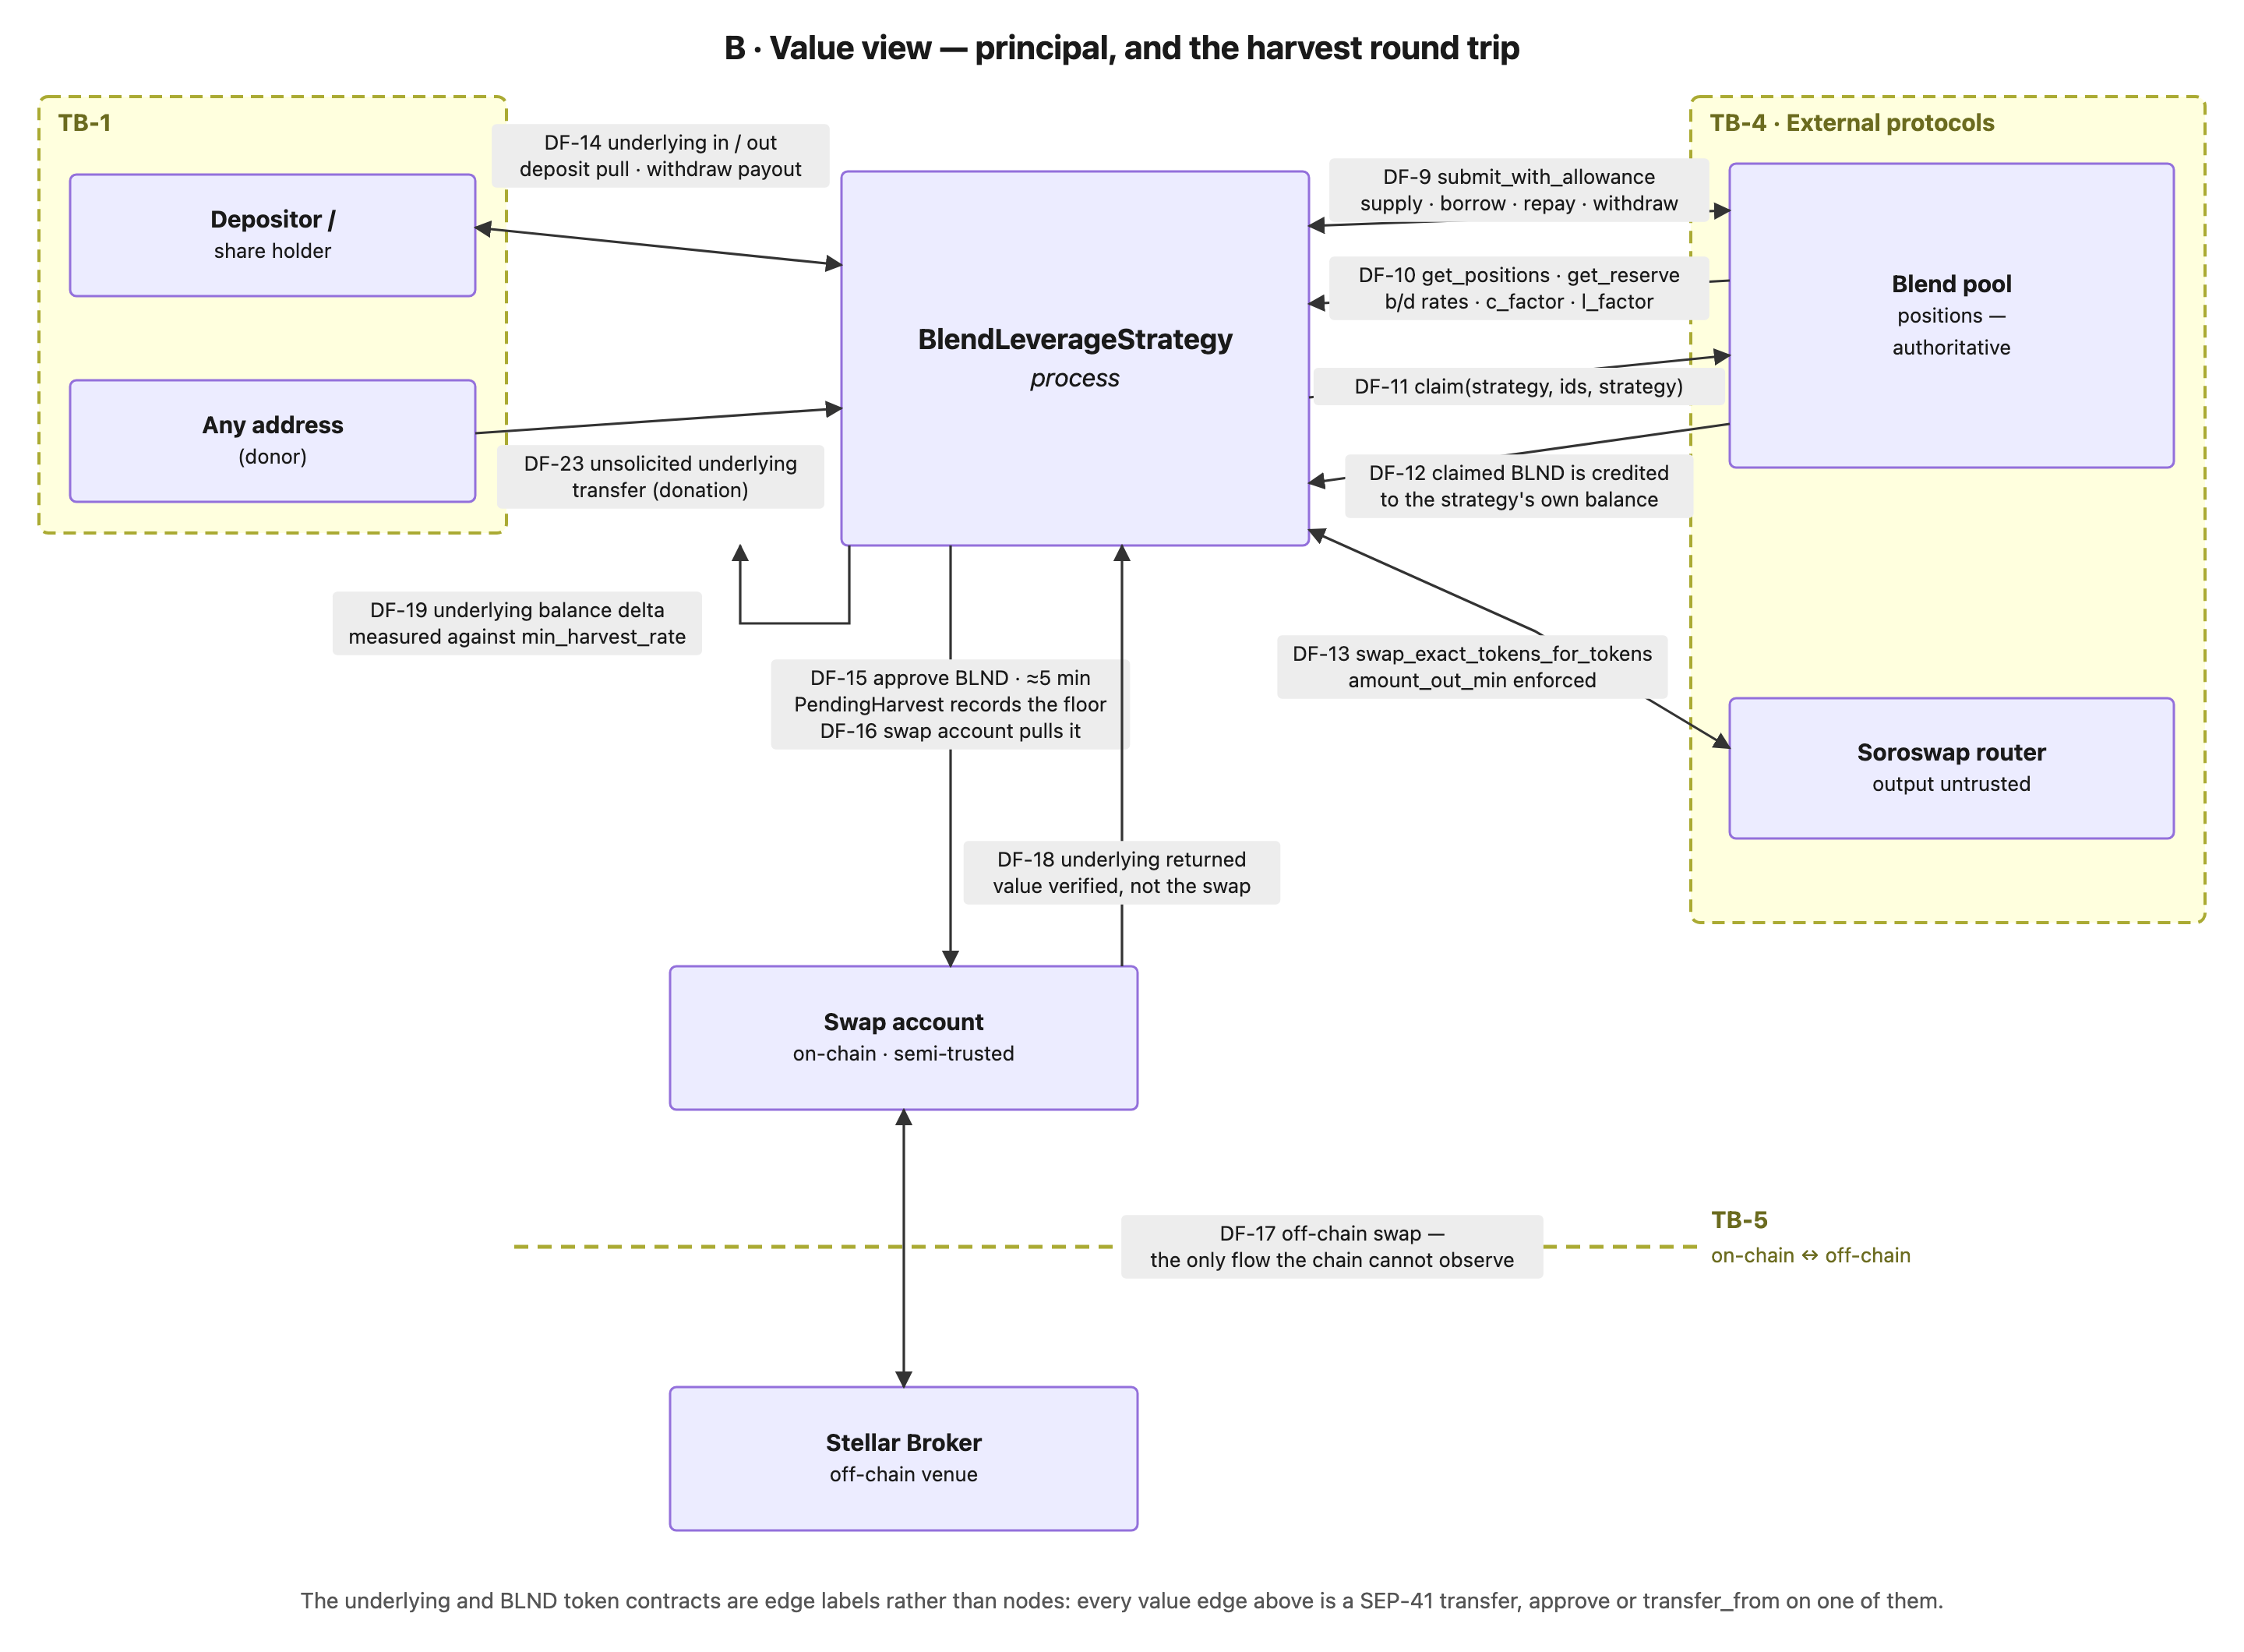 B · Value view — principal, and the harvest round trip
TB-1
TB-4 · External protocols
DF-14 underlying in / out
deposit pull · withdraw payout
Depositor /
share holder
DF-9 submit_with_allowance
supply · borrow · repay · withdraw
DF-10 get_positions · get_reserve
b/d rates · c_factor · l_factor
Blend pool
positions —
authoritative
BlendLeverageStrategy
process
DF-11 claim(strategy, ids, strategy)
Any address
(donor)
DF-23 unsolicited underlying
transfer (donation)
DF-12 claimed BLND is credited
to the strategy's own balance
DF-19 underlying balance delta
measured against min_harvest_rate
DF-15 approve BLND · ≈5 min
PendingHarvest records the floor
DF-16 swap account pulls it
DF-13 swap_exact_tokens_for_tokens
amount_out_min enforced
Soroswap router
output untrusted
DF-18 underlying returned
value verified, not the swap
Swap account
on-chain · semi-trusted
DF-17 off-chain swap —
the only flow the chain cannot observe
TB-5
on-chain ↔ off-chain
Stellar Broker
off-chain venue
The underlying and BLND token contracts are edge labels rather than nodes: every value edge above is a SEP-41 transfer, approve or transfer_from on one of them.